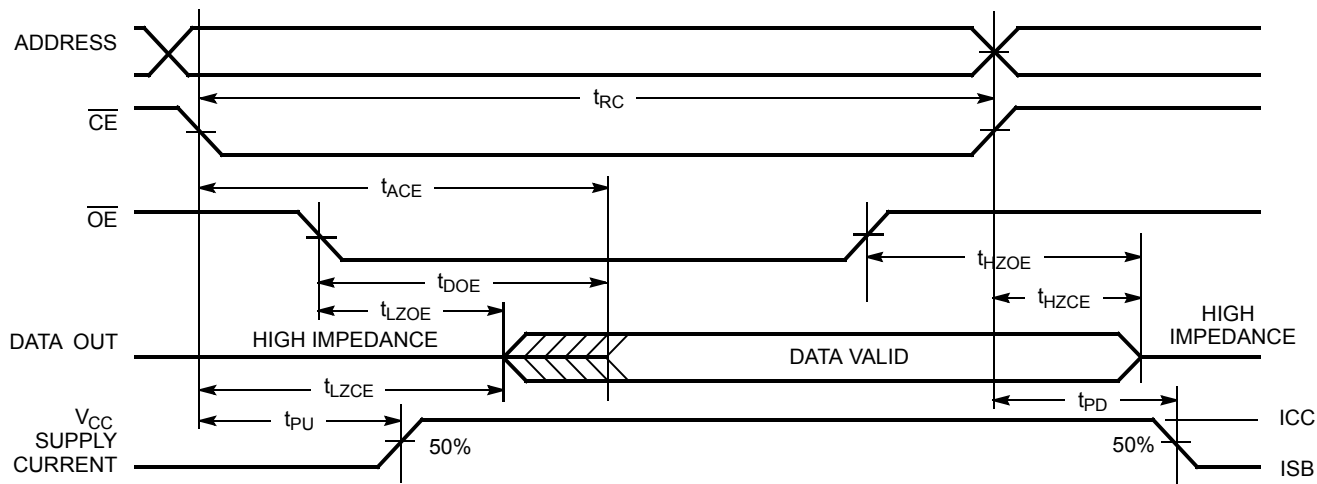 ADDRESS
tRC
CE
tACE
OE
tHZOE
tDOE
tLZOE
tHZCE
DATA OUT
HIGH IMPEDANCE
DATA VALID
HIGH
IMPEDANCE
tLZCE
tPD
VCC
SUPPLY
CURRENT
tPU
50%
50%
ICC
ISB